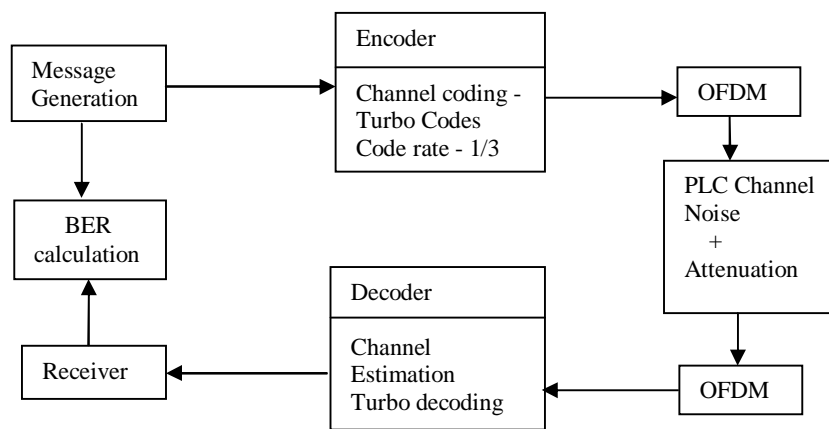 Message
Generation
Encoder
Channel coding -
Turbo Codes
Code rate - 1/3
OFDM
PLC Channel
Noise
+
Attenuation
OFDM
Decoder
Channel
Estimation
Turbo decoding
Receiver
BER
calculation